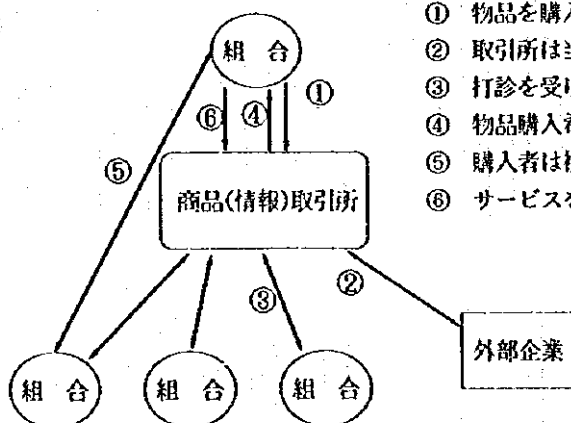 ① 物品を購
② 取引所は
③ 打診を受
④ 物品購入
⑤ 購入者は
⑥ サービス
組 合
①
⑥ ④
⑤
商品(情報)取引所
③
②
外部企業
組 合
組 合
組 合